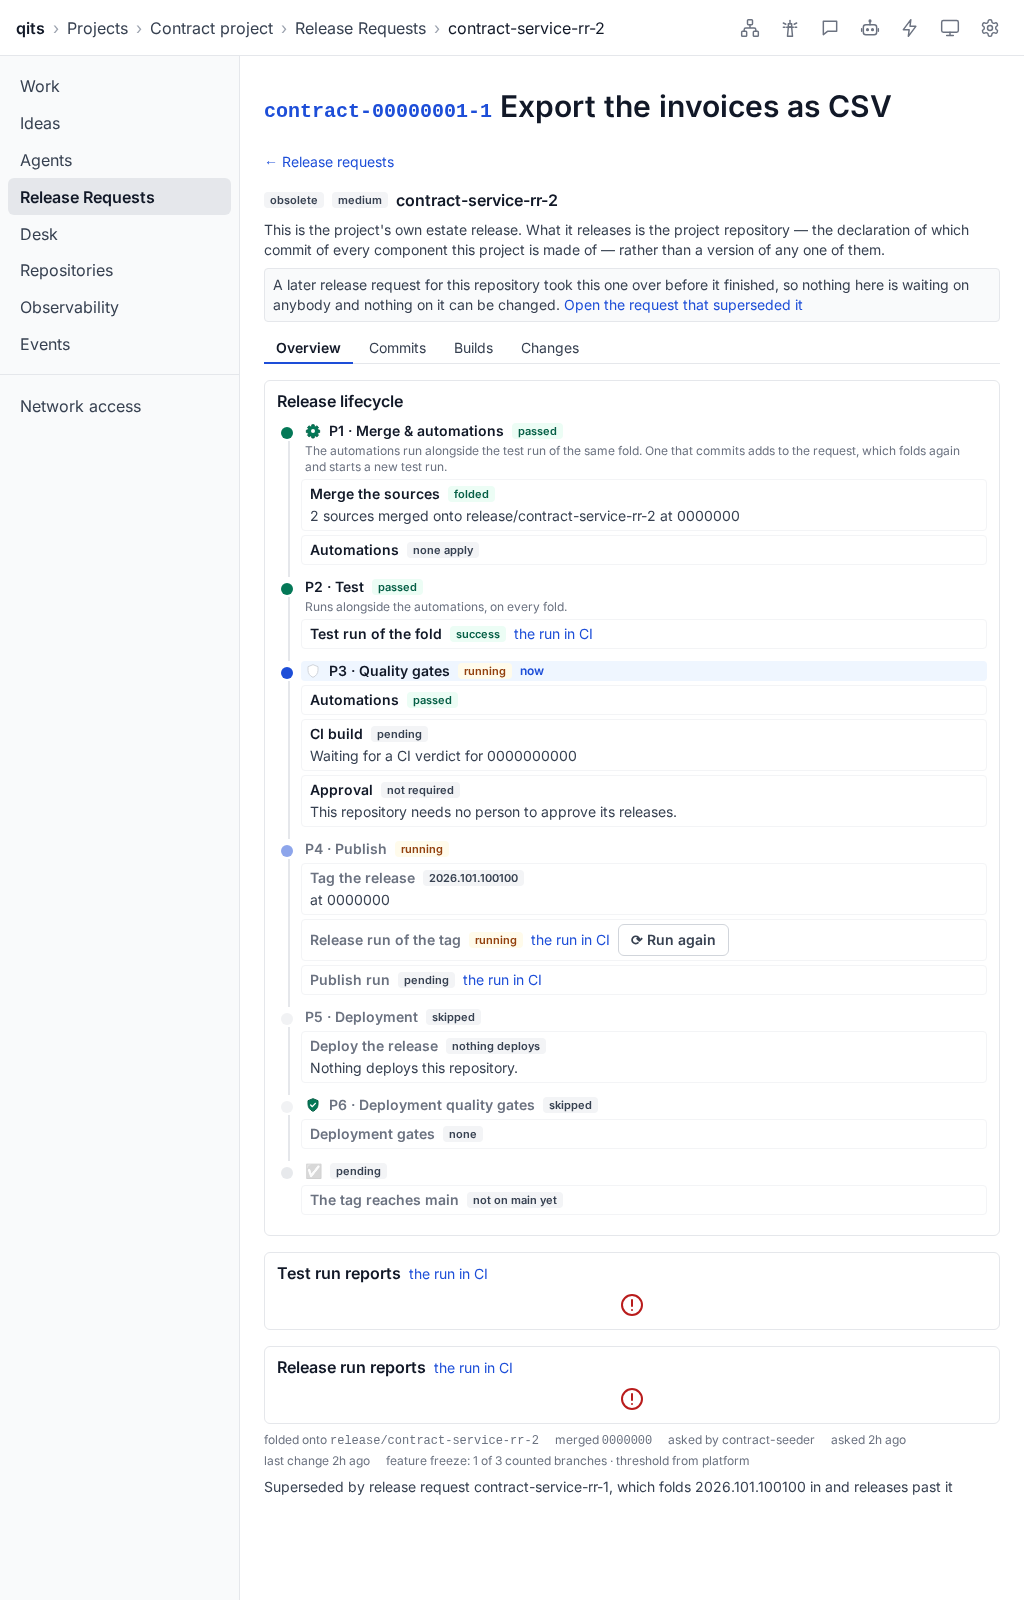 qits › Projects › Contract project › Release Requests › contract-service-rr-2
Work
Ideas
Agents
Release Requests
Desk
Repositories
Observability
Events
Network access
contract-00000001-1 Export the invoices as CSV
← Release requests
obsolete medium contract-service-rr-2
This is the project's own estate release. What it releases is the project repository — the declaration of which
commit of every component this project is made of — rather than a version of any one of them.
A later release request for this repository took this one over before it finished, so nothing here is waiting on
anybody and nothing on it can be changed. Open the request that superseded it
Overview Commits Builds Changes
Release lifecycle
P1 · Merge & automations passed
The automations run alongside the test run of the same fold. One that commits adds to the request, which folds again
and starts a new test run.
Merge the sources folded
2 sources merged onto release/contract-service-rr-2 at 0000000
Automations none apply
P2 · Test passed
Runs alongside the automations, on every fold.
Test run of the fold success the run in CI
P3 · Quality gates running now
Automations passed
CI build pending
Waiting for a CI verdict for 0000000000
Approval not required
This repository needs no person to approve its releases.
P4 · Publish running
Tag the release 2026.101.100100
at 0000000
Release run of the tag running the run in CI ⟳ Run again
Publish run pending the run in CI
P5 · Deployment skipped
Deploy the release nothing deploys
Nothing deploys this repository.
P6 · Deployment quality gates skipped
Deployment gates none
✅ pending
The tag reaches main not on main yet
Test run reports the run in CI
Release run reports the run in CI
folded onto release/contract-service-rr-2 merged 0000000 asked by contract-seeder asked 2h ago
last change 2h ago feature freeze: 1 of 3 counted branches · threshold from platform
Superseded by release request contract-service-rr-1, which folds 2026.101.100100 in and releases past it